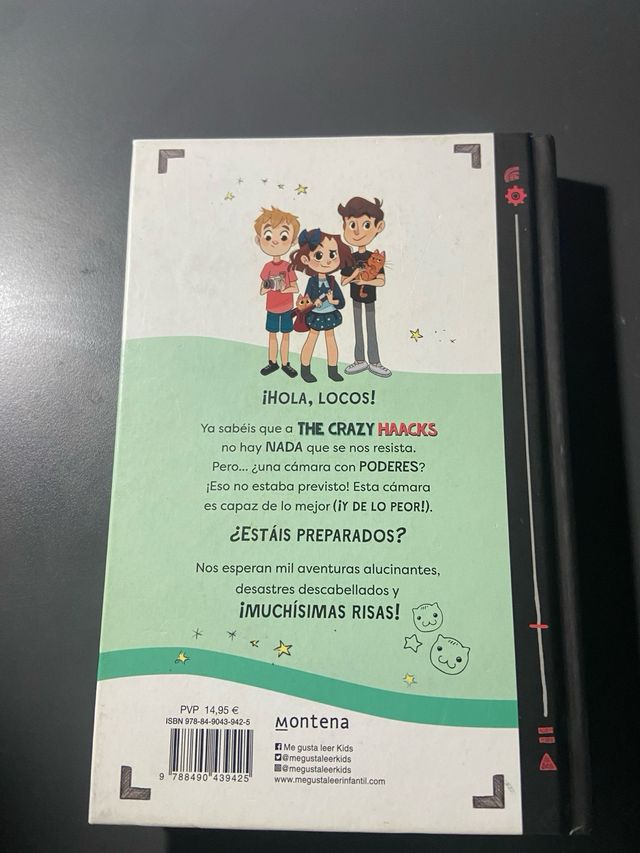 ¡HOLA, LOCOS!
Ya sabéis que a THE CRAZY HAACKS
no hay NADA que se nos resista.
Pero... ¿una cámara con PODERES?
¡Eso no estaba previsto! Esta cámara
es capaz de lo mejor (¡Y DE LO PEOR!).
¿ESTÁIS PREPARADOS?
Nos esperan mil aventuras alucinantes,
desastres descabellados y
¡MUCHÍSIMAS RISAS!
PVP 14,95 €
ISBN 978-84-9043-942-5
9 788490 439425
Montena
Me gusta leer Kids
@megustaleerkids
@megustaleerkids
www.megustaleerinfantil.com